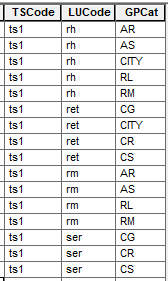 TSCode LUCode GPCat
ts1 rh AR
ts1 rh AS
ts1 rh CITY
ts1 rh RL
ts1 rh RM
ts1 ret CG
ts1 ret CITY
ts1 ret CR
ts1 ret CS
ts1 rm AR
ts1 rm AS
ts1 rm RL
ts1 rm RM
ts1 ser CG
ts1 ser CR
ts1 ser CS